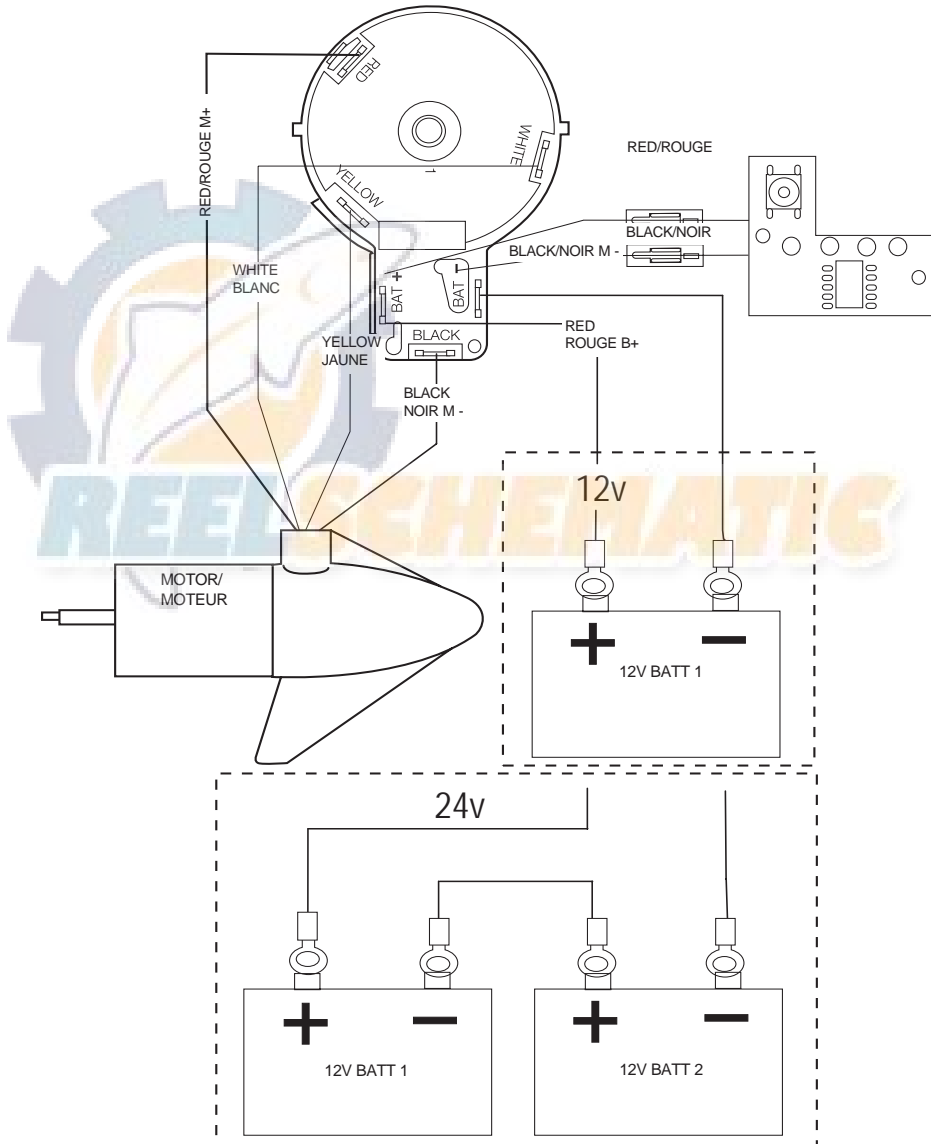 RED
WHITE
1
YELLOW
BAT +
BAT -
BLACK
RED/ROUGE M+
WHITE
BLANC
YELLOW
JAUNE
BLACK
NOIR M -
BLACK/NOIR M -
RED/ROUGE
BLACK/NOIR
RED
ROUGE B+
REELSCHEMATIC
MOTOR/
MOTEUR
12v
+ −
12V BATT 1
24v
+ − + −
12V BATT 1
12V BATT 2